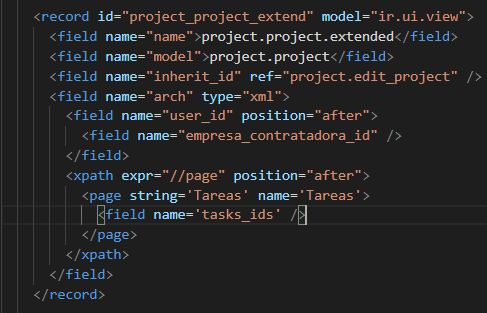 <record id="project_project_extend" model="ir.ui.view">
<field name="name">project.project.extended</field>
<field name="model">project.project</field>
<field name="inherit_id" ref="project.edit_project" />
<field name="arch" type="xml">
<field name="user_id" position="after">
<field name="empresa_contratadora_id" />
</field>
<xpath expr="//page" position="after">
<page string='Tareas' name='Tareas'>
<field name='tasks_ids' />
</page>
</xpath>
</field>
</record>